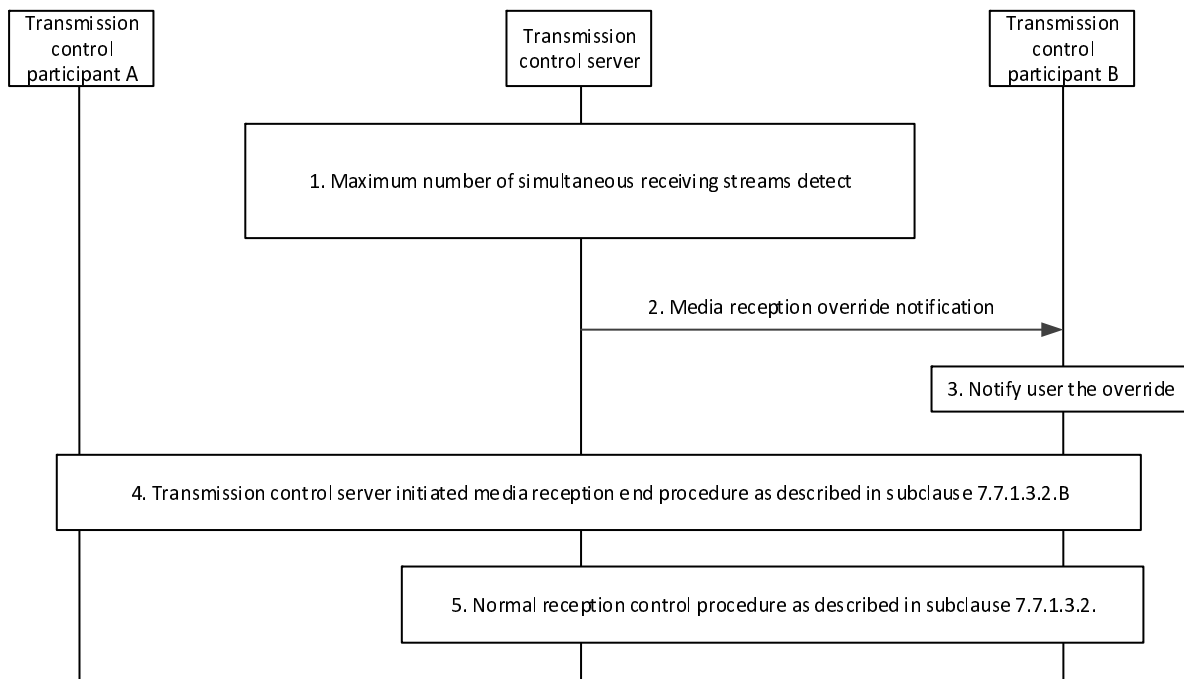 Transmission
control
participant A
Transmission
control server
Transmission
control
participant B
1. Maximum number of simultaneous receiving streams detect
2. Media reception override notification
3. Notify user the override
4. Transmission control server initiated media reception end procedure as described in subclause 7.7.1.3.2.B
5. Normal reception control procedure as described in subclause 7.7.1.3.2.